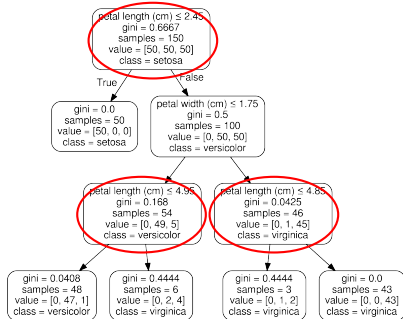 petal length (cm) ≤ 2.45
gini = 0.6667
samples = 150
value = [50, 50, 50]
class = setosa
True
False
gini = 0.0
samples = 50
value = [50, 0, 0]
class = setosa
petal width (cm) ≤ 1.75
gini = 0.5
samples = 100
value = [0, 50, 50]
class = versicolor
petal length (cm) ≤ 4.95
gini = 0.168
samples = 54
value = [0, 49, 5]
class = versicolor
petal length (cm) ≤ 4.85
gini = 0.0425
samples = 46
value = [0, 1, 45]
class = virginica
gini = 0.0408
samples = 48
value = [0, 47, 1]
class = versicolor
gini = 0.4444
samples = 6
value = [0, 2, 4]
class = virginica
gini = 0.4444
samples = 3
value = [0, 1, 2]
class = virginica
gini = 0.0
samples = 43
value = [0, 0, 43]
class = virginica